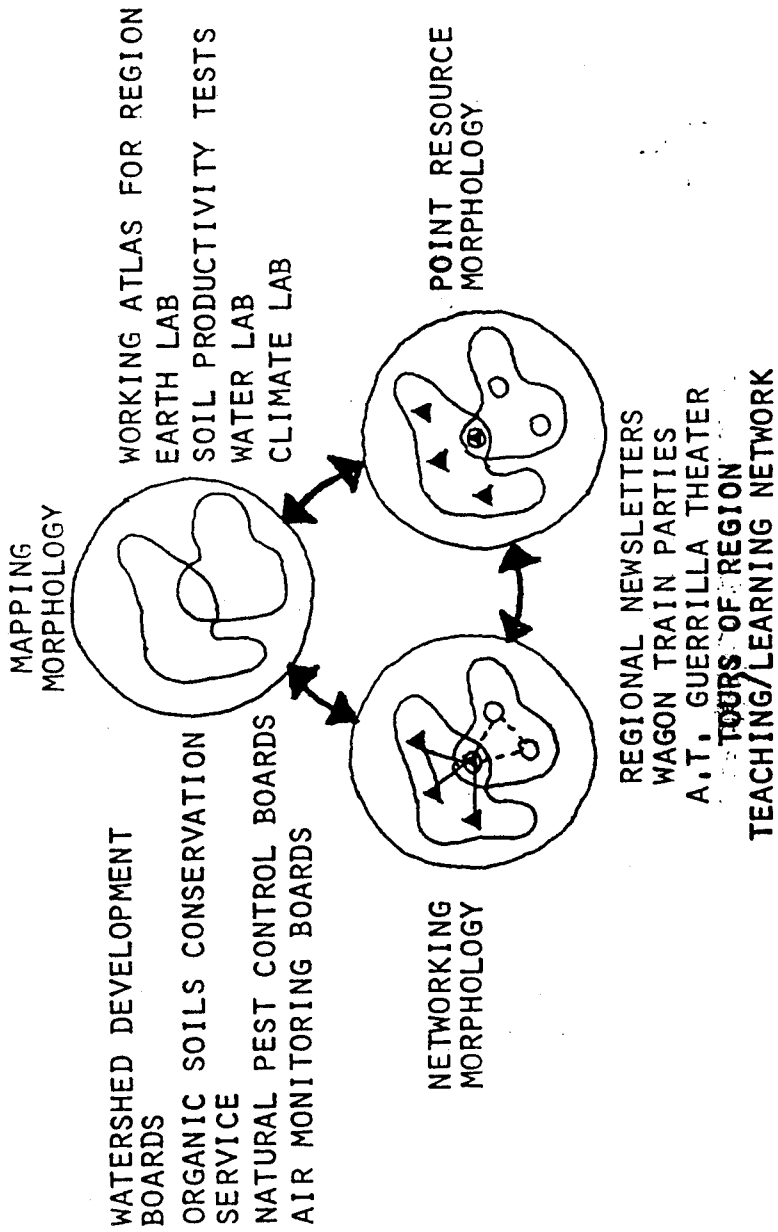 MAPPING
MORPHOLOGY
WATERSHED DEVELOPMENT
BOARDS
ORGANIC SOILS CONSERVATION
SERVICE
NATURAL PEST CONTROL BOARDS
AIR MONITORING BOARDS
WORKING ATLAS FOR REGION
EARTH LAB
SOIL PRODUCTIVITY TESTS
WATER LAB
CLIMATE LAB
NETWORKING
MORPHOLOGY
POINT RESOURCE
MORPHOLOGY
REGIONAL NEWSLETTERS
WAGON TRAIN PARTIES
A.T. GUERRILLA THEATER
TOURS OF REGION
TEACHING/LEARNING NETWORK